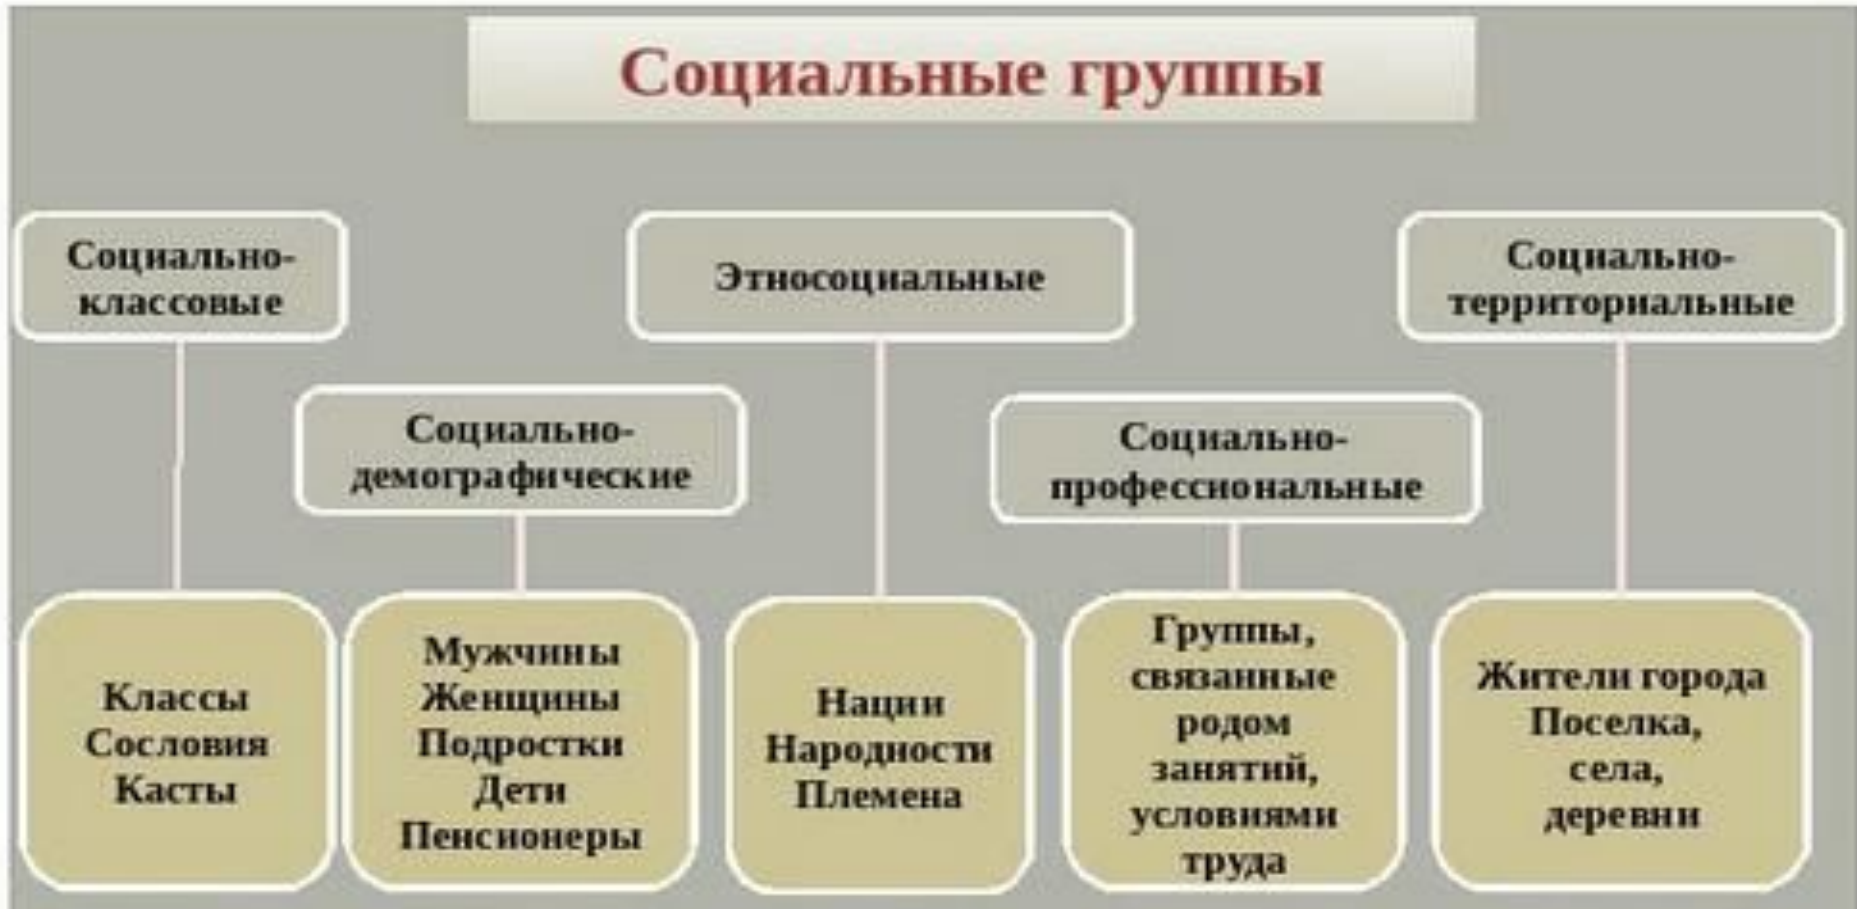 Социальные группы
Социально-
классовые
Этносоциальные
Социально-
территориальные
Социально-
демографические
Социально-
профессиональные
Классы
Сословия
Касты
Мужчины
Женщины
Подростки
Дети
Пенсионеры
Нации
Народности
Племена
Группы,
связанные
родом
занятий,
условиями
труда
Жители города
Поселка,
села,
деревни